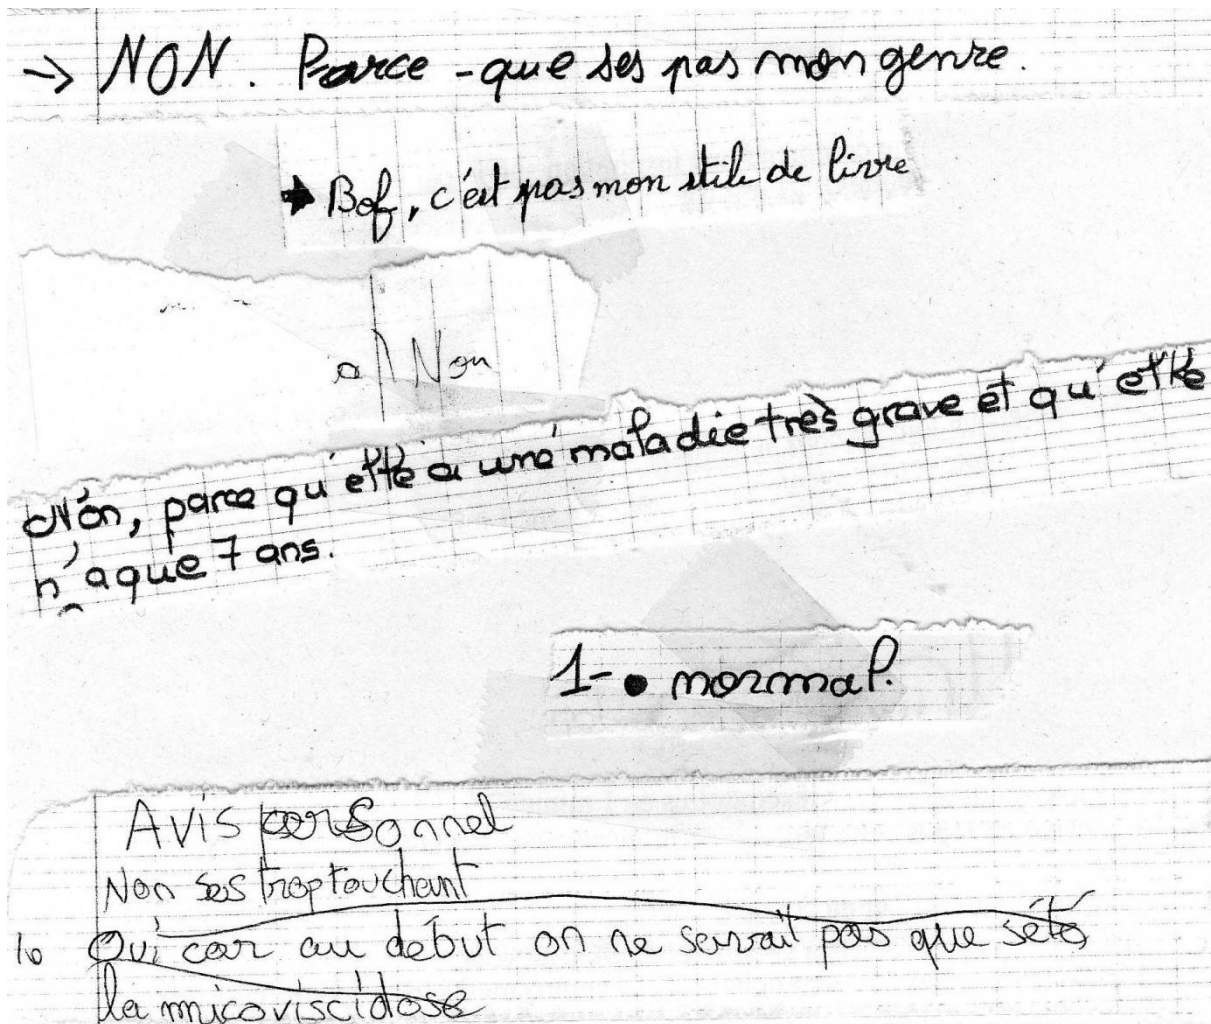 → NON. Parce-que ses pas mon genre.
→ Bof, c'est pas mon stile de livre
a Non
Non, parce qu'elle a une maladie très grave et qu'elle
n'a que 7 ans.
1- • normal.
Avis personnel
Non ses trop touchant
Oui car au début on ne savait pas que sété
la micoviscidose